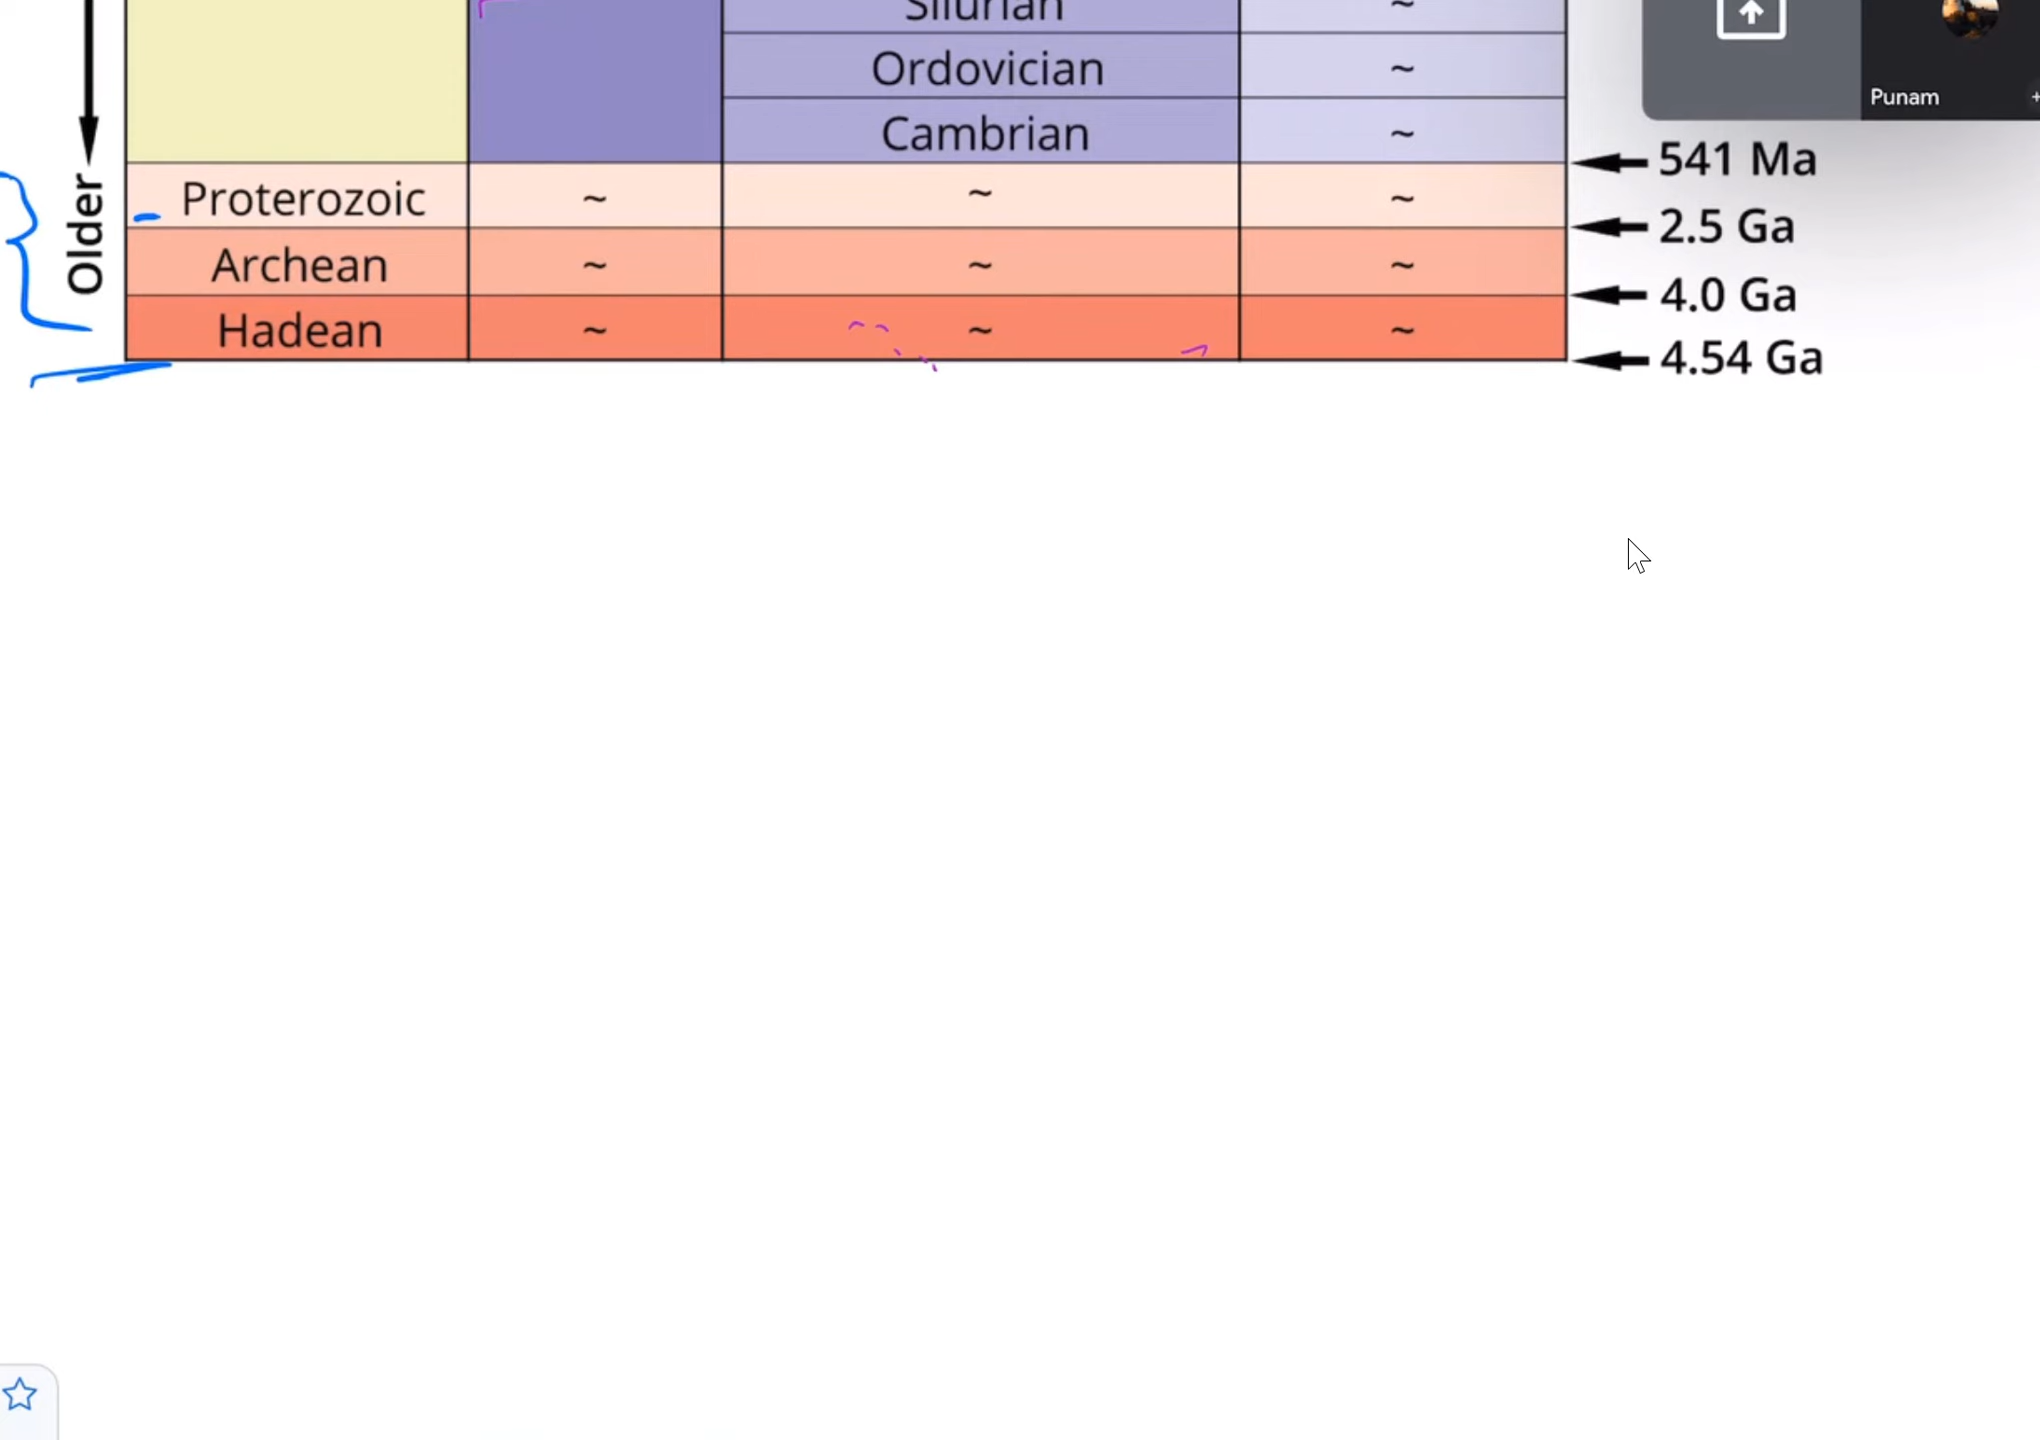 Silurian ~
Ordovician ~
Punam
Cambrian ~
541 Ma
Older
Proterozoic ~ ~ ~
2.5 Ga
Archean ~ ~ ~
4.0 Ga
Hadean ~ ~ ~
4.54 Ga